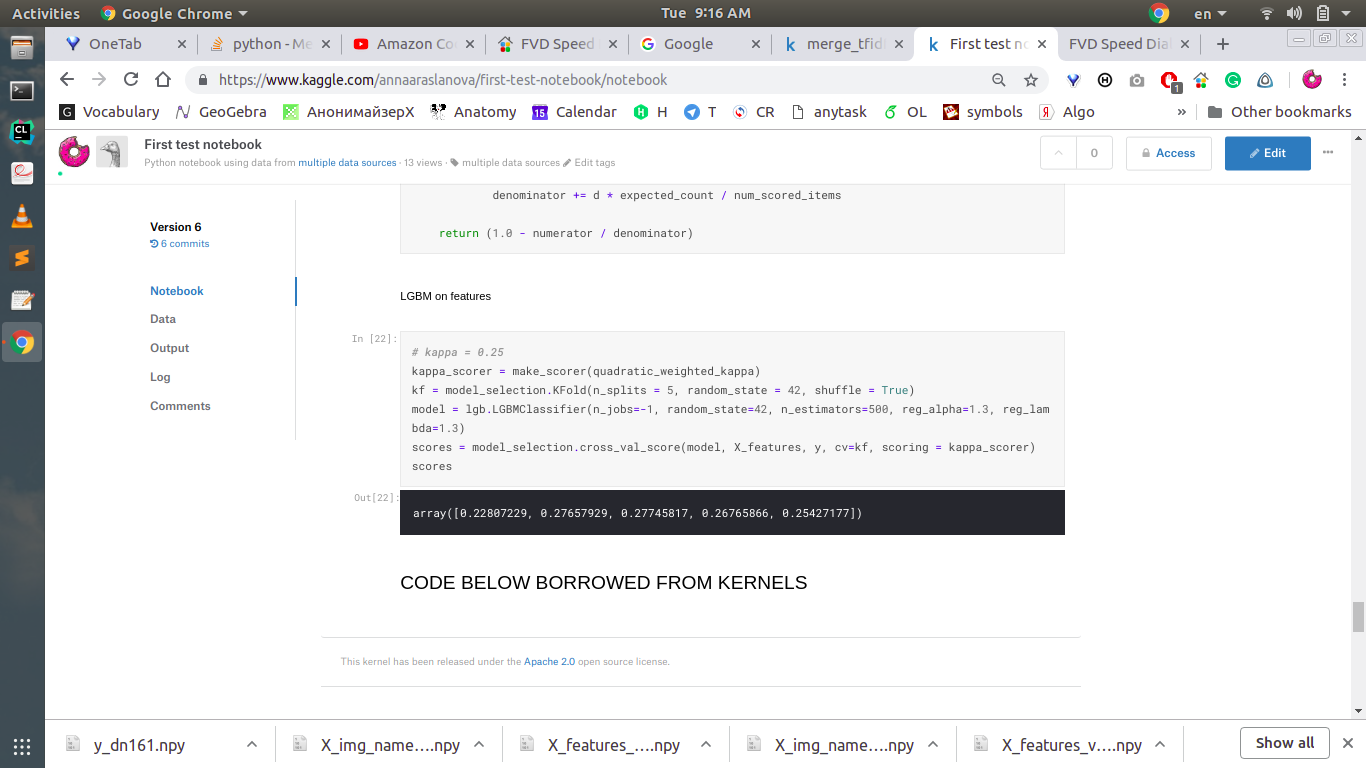 Activities Google Chrome Tue 9:16 AM en
OneTab python - Me YouTube Amazon Co FVD Speed Google merge_tfid First test no FVD Speed Dial
https://www.kaggle.com/annaaraslanova/first-test-notebook/notebook 1
Vocabulary GeoGebra АнонимайзерХ Anatomy 15 Calendar H T CR anytask OL symbols Algo » Other bookmarks
First test notebook
Python notebook using data from multiple data sources · 13 views · multiple data sources Edit tags
0 Access Edit
Version 6
6 commits
Notebook
Data
Output
Log
Comments
denominator += d * expected_count / num_scored_items
return (1.0 - numerator / denominator)
LGBM on features
In [22]:
# kappa = 0.25
kappa_scorer = make_scorer(quadratic_weighted_kappa)
kf = model_selection.KFold(n_splits = 5, random_state = 42, shuffle = True)
model = lgb.LGBMClassifier(n_jobs=-1, random_state=42, n_estimators=500, reg_alpha=1.3, reg_lam
bda=1.3)
scores = model_selection.cross_val_score(model, X_features, y, cv=kf, scoring = kappa_scorer)
scores
Out[22]:
array([0.22807229, 0.27657929, 0.27745817, 0.26765866, 0.25427177])
CODE BELOW BORROWED FROM KERNELS
This kernel has been released under the Apache 2.0 open source license.
y_dn161.npy X_img_name....npy X_features_....npy X_img_name....npy X_features_v....npy Show all